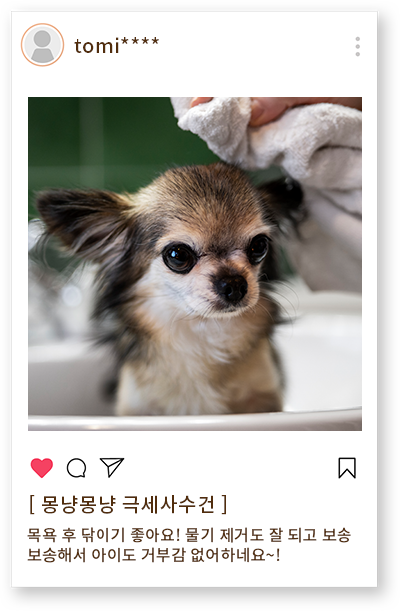 tomi****
[ 몽냥몽냥 극세사수건 ]
목욕 후 닦이기 좋아요! 물기 제거도 잘 되고 보송
보송해서 아이도 거부감 없어하네요~!